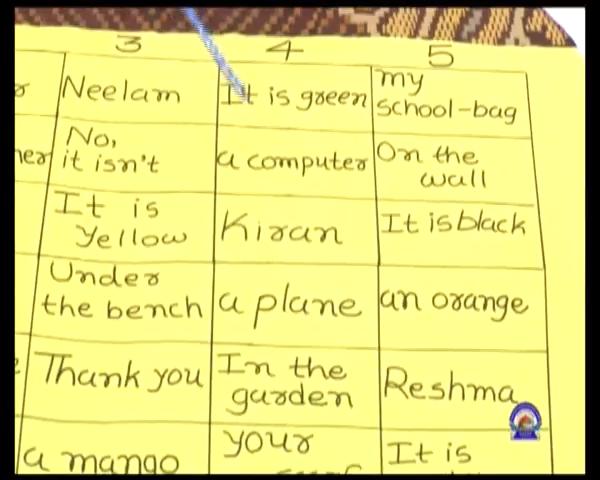 3 4 5
Neelam It is green my school-bag
No, it isn't a computer On the wall
It is Yellow Kiran It is black
Under the bench a plane an orange
Thank you In the garden Reshma
a mango your It is